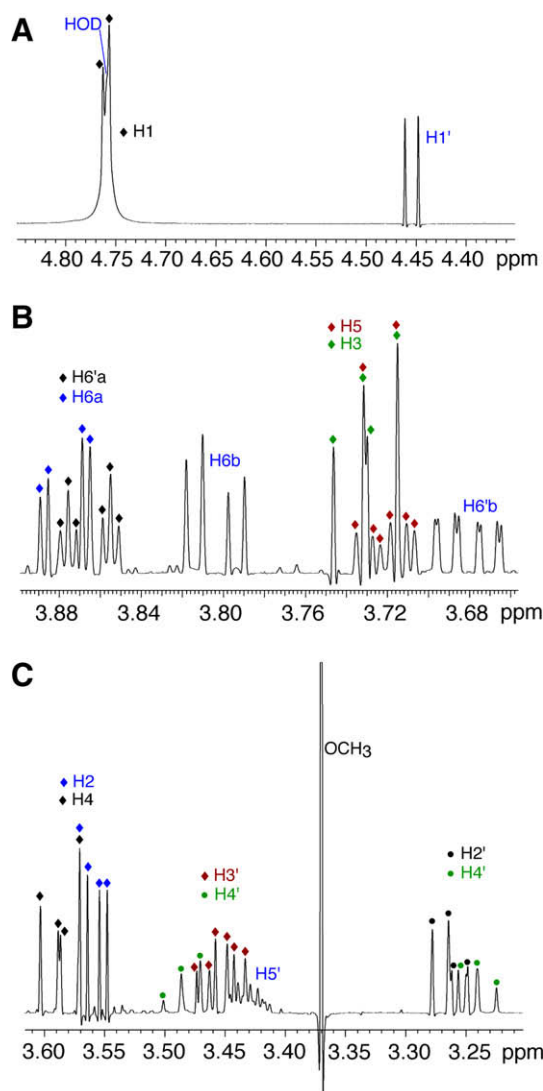 A
HOD
H1
H1'
4.80 4.75 4.70 4.65 4.60 4.55 4.50 4.45 4.40 ppm
B
H5
H3
H6'a
H6a
H6b
H6'b
3.88 3.84 3.80 3.76 3.72 3.68 ppm
C
OCH3
H2
H4
H3'
H4'
H5'
H2'
H4'
3.60 3.55 3.50 3.45 3.40 3.35 3.30 3.25 ppm